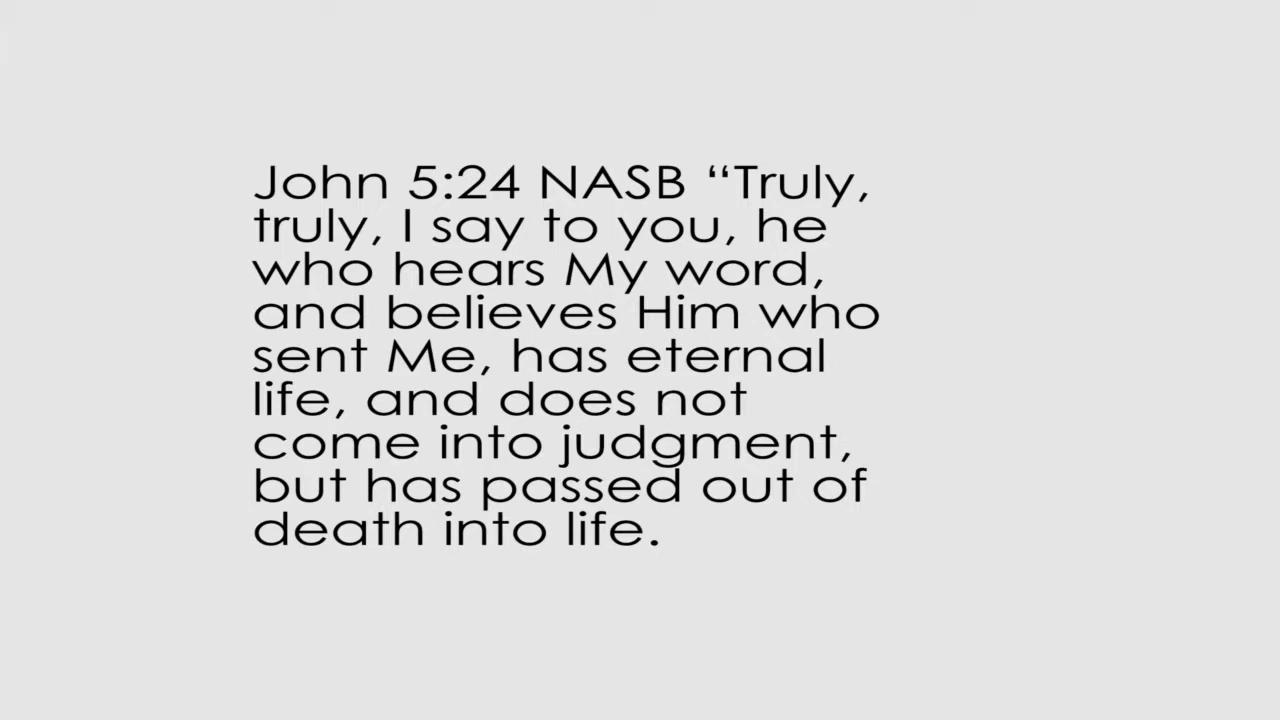 John 5:24 NASB “Truly,
truly, I say to you, he
who hears My word,
and believes Him who
sent Me, has eternal
life, and does not
come into judgment,
but has passed out of
death into life.